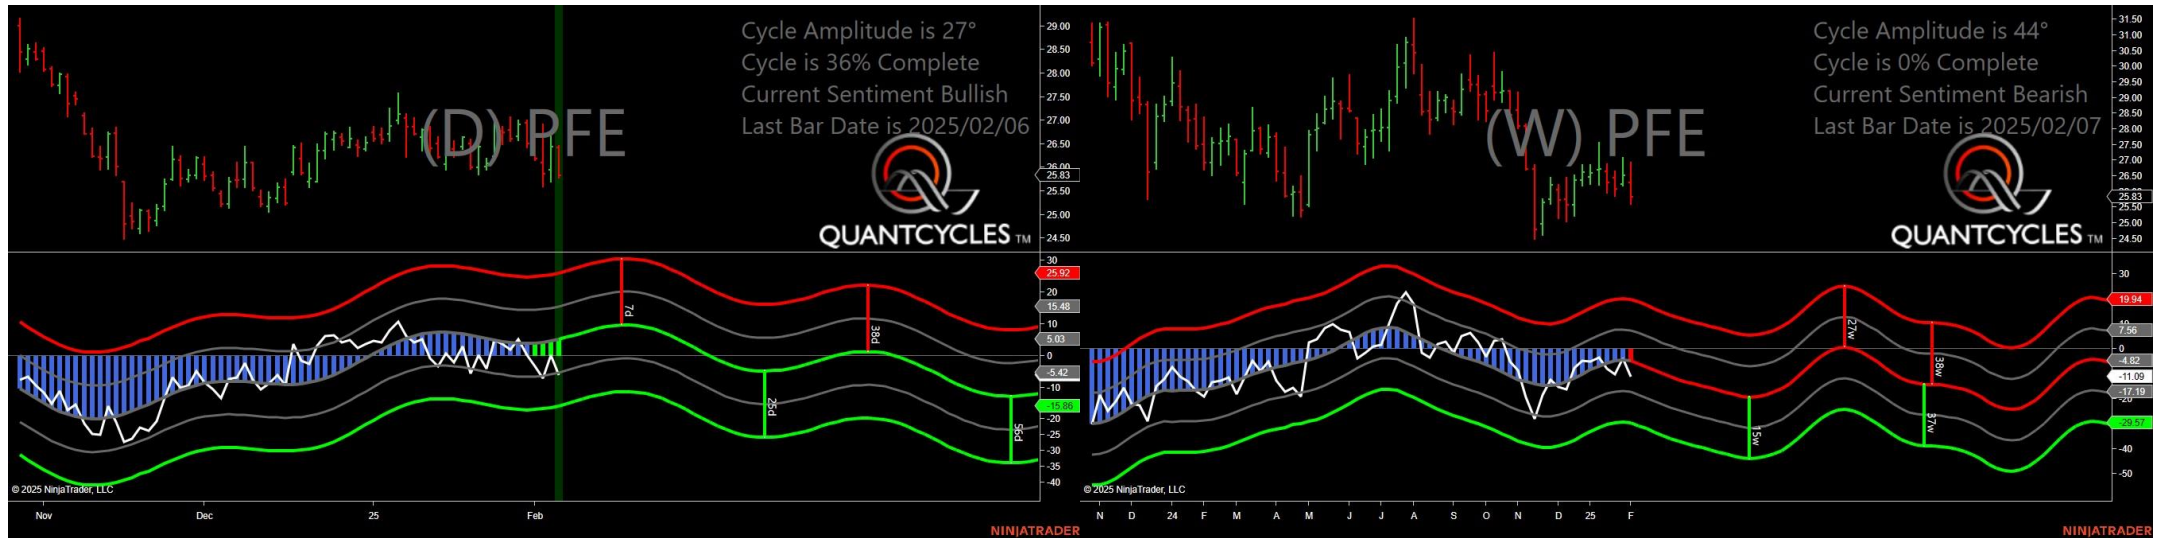 Cycle Amplitude is 27°
Cycle is 36% Complete
Current Sentiment Bullish
Last Bar Date is 2025/02/06
(D) PFE
QUANTCYCLES TM
29.00
28.50
28.00
27.50
27.00
26.50
26.00
25.83
25.50
25.00
24.50
30
25.92
20
15.48
10
5.03
0
-5.42
-10
-15.86
-20
-25
-30
-35
-40
7d
25d
38d
56d
© 2025 NinjaTrader, LLC
Nov
Dec
25
Feb
NINJATRADER
Cycle Amplitude is 44°
Cycle is 0% Complete
Current Sentiment Bearish
Last Bar Date is 2025/02/07
(W) PFE
QUANTCYCLES TM
31.50
31.00
30.50
30.00
29.50
29.00
28.50
28.00
27.50
27.00
26.50
25.83
25.50
25.00
24.50
30
19.94
7.56
0
-4.82
-11.09
-17.19
-29.57
-40
-50
15w
27w
37w
38w
© 2025 NinjaTrader, LLC
N D 24 F M A M J J A S O N D 25 F
NINJATRADER